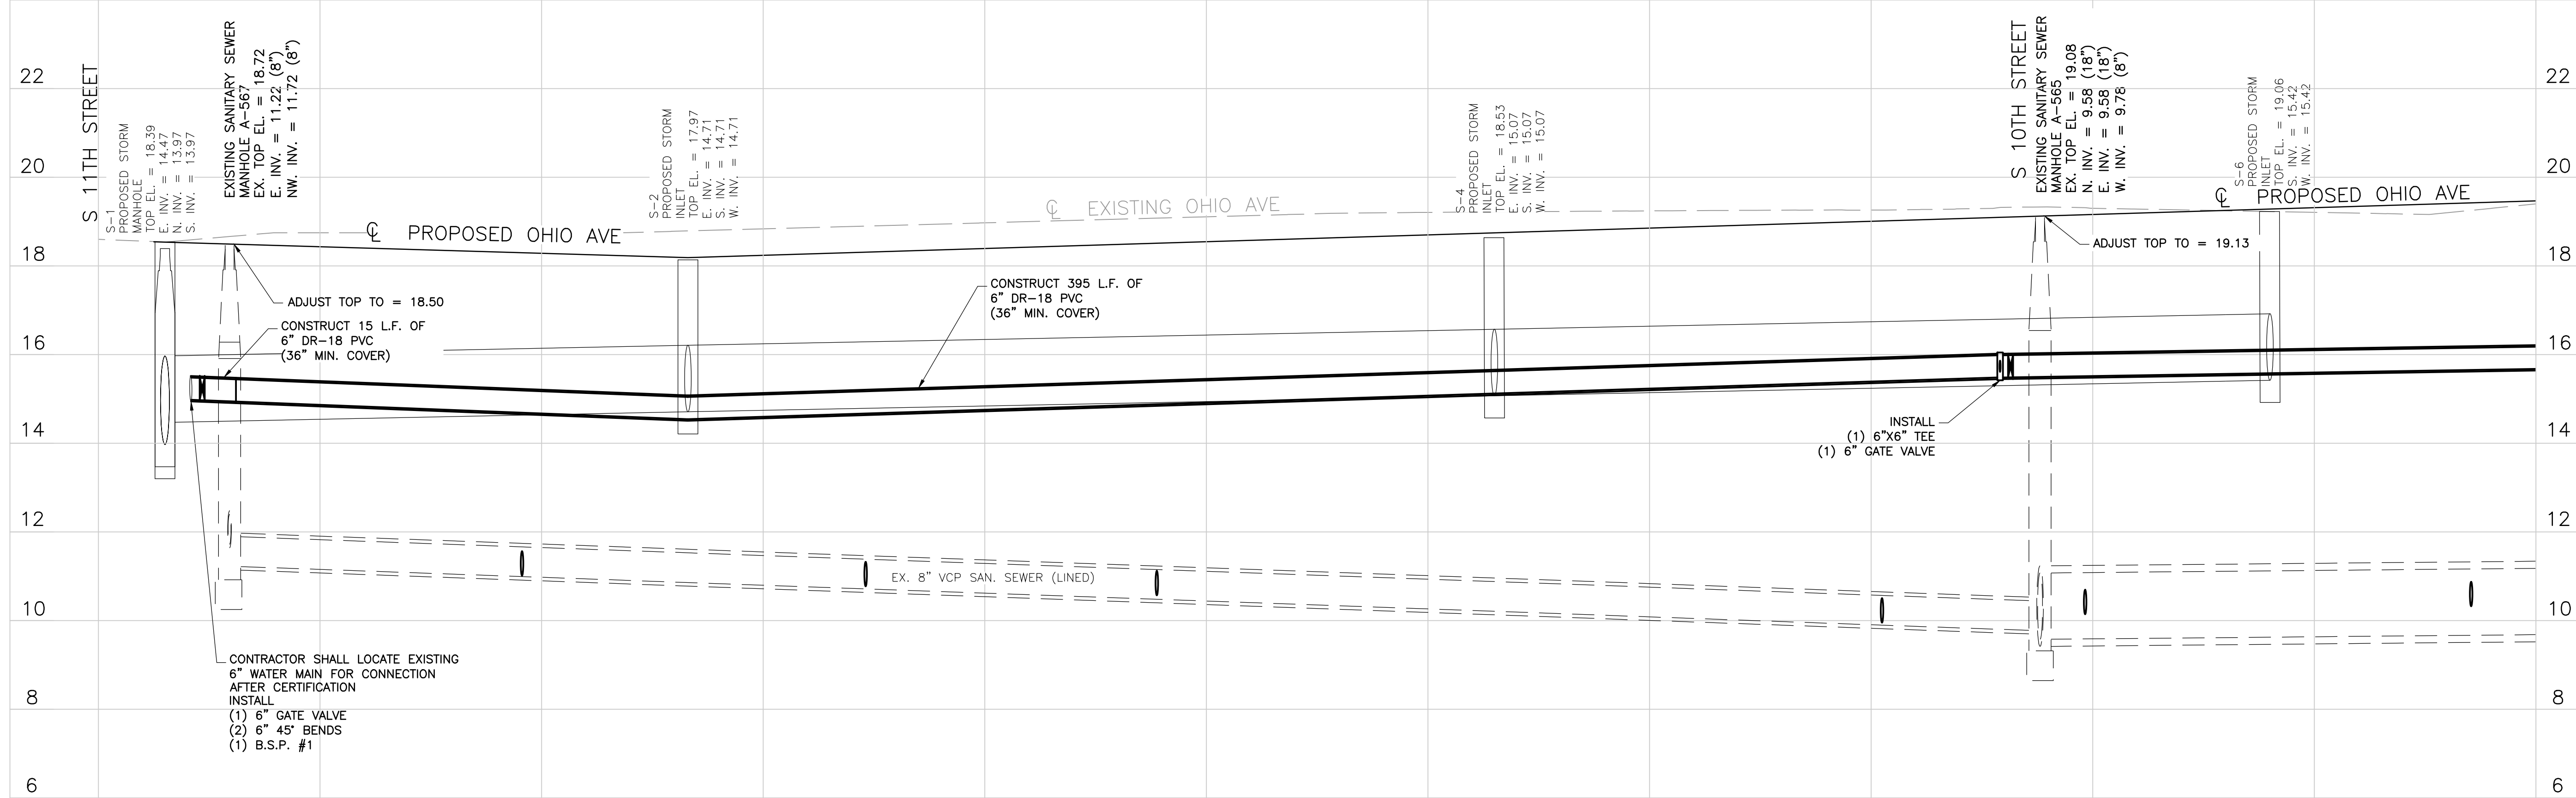 22
20
18
16
14
12
10
8
6
S 11TH STREET
S-1
PROPOSED STORM
MANHOLE
TOP EL. = 18.39
E. INV. = 14.47
N. INV. = 13.97
S. INV. = 13.97
EXISTING SANITARY SEWER
MANHOLE A-567
EX. TOP EL. = 18.72
E. INV. = 11.22 (8")
NW. INV. = 11.72 (8")
℄ PROPOSED OHIO AVE
ADJUST TOP TO = 18.50
CONSTRUCT 15 L.F. OF
6" DR-18 PVC
(36" MIN. COVER)
CONTRACTOR SHALL LOCATE EXISTING
6" WATER MAIN FOR CONNECTION
AFTER CERTIFICATION
INSTALL
(1) 6" GATE VALVE
(2) 6" 45° BENDS
(1) B.S.P. #1
S-2
PROPOSED STORM
INLET
TOP EL. = 17.97
E. INV. = 14.71
S. INV. = 14.71
W. INV. = 14.71
℄ EXISTING OHIO AVE
CONSTRUCT 395 L.F. OF
6" DR-18 PVC
(36" MIN. COVER)
EX. 8" VCP SAN. SEWER (LINED)
S-4
PROPOSED STORM
INLET
TOP EL. = 18.53
E. INV. = 15.07
S. INV. = 15.07
W. INV. = 15.07
INSTALL
(1) 6"X6" TEE
(1) 6" GATE VALVE
S 10TH STREET
EXISTING SANITARY SEWER
MANHOLE A-565
EX. TOP EL. = 19.08
N. INV. = 9.58 (18")
E. INV. = 9.58 (18")
W. INV. = 9.78 (8")
ADJUST TOP TO = 19.13
S-6
PROPOSED STORM
INLET
TOP EL. = 19.06
S. INV. = 15.42
W. INV. = 15.42
℄ PROPOSED OHIO AVE
22
20
18
16
14
12
10
8
6